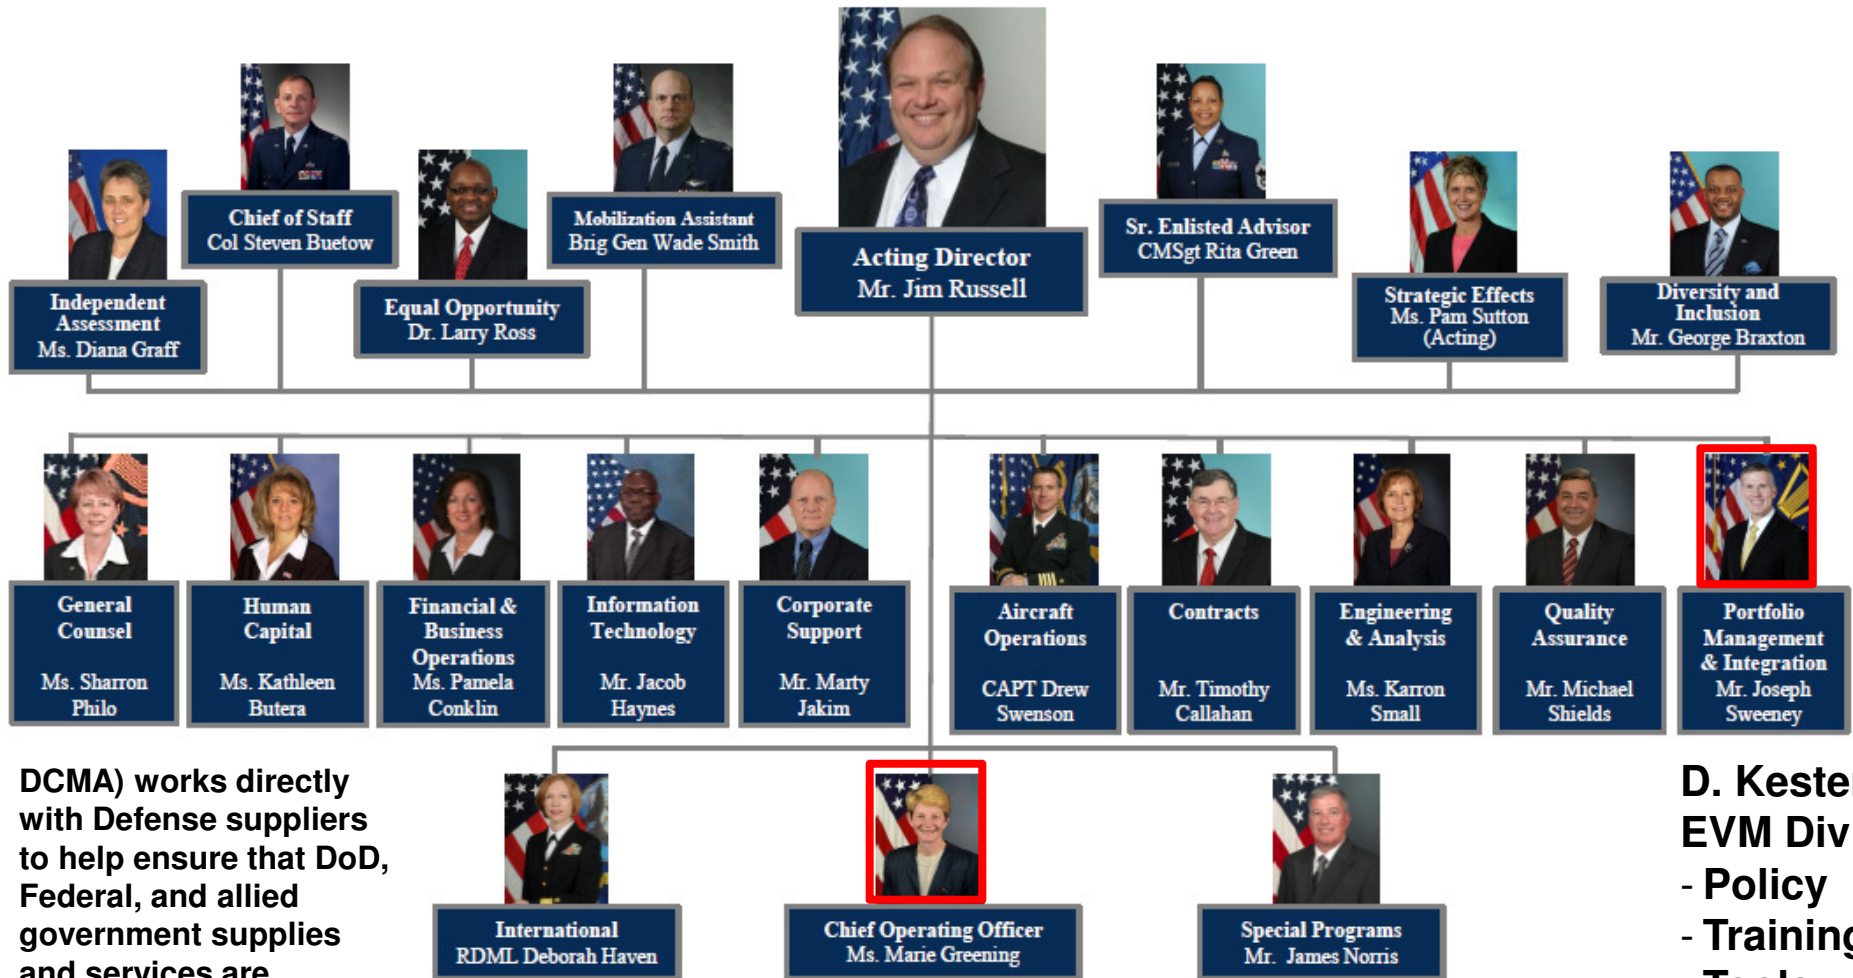 Acting Director
Mr. Jim Russell
Chief of Staff
Col Steven Buetow
Mobilization Assistant
Brig Gen Wade Smith
Sr. Enlisted Advisor
CMSgt Rita Green
Independent
Assessment
Ms. Diana Graff
Equal Opportunity
Dr. Larry Ross
Strategic Effects
Ms. Pam Sutton
(Acting)
Diversity and
Inclusion
Mr. George Braxton
General
Counsel
Ms. Sharron
Philo
Human
Capital
Ms. Kathleen
Butera
Financial &
Business
Operations
Ms. Pamela
Conklin
Information
Technology
Mr. Jacob
Haynes
Corporate
Support
Mr. Marty
Jakim
Aircraft
Operations
CAPT Drew
Swenson
Contracts
Mr. Timothy
Callahan
Engineering
& Analysis
Ms. Karron
Small
Quality
Assurance
Mr. Michael
Shields
Portfolio
Management
& Integration
Mr. Joseph
Sweeney
DCMA) works directly
with Defense suppliers
to help ensure that DoD,
Federal, and allied
government supplies
and services are
International
RDML Deborah Haven
Chief Operating Officer
Ms. Marie Greening
Special Programs
Mr. James Norris
D. Kester
EVM Div
- Policy
- Training
- Tools